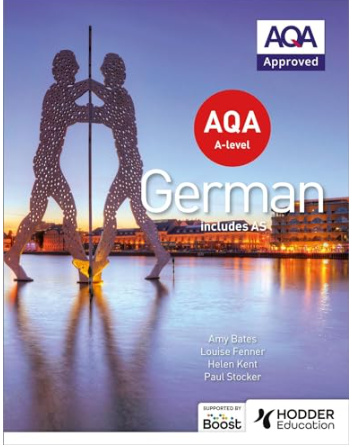 AQA
Approved
AQA
A-level
German
includes AS
Amy Bates
Louise Fenner
Helen Kent
Paul Stocker
SUPPORTED BY
Boost
HODDER
Education